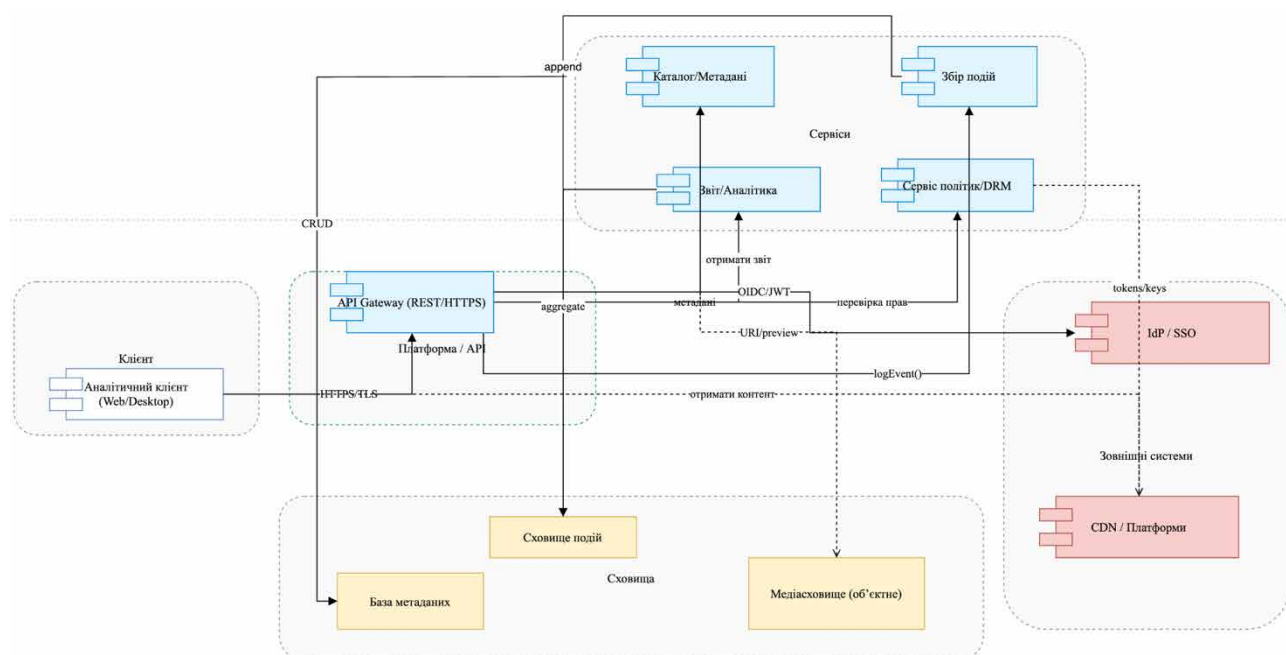 append
Каталог/Метадані
Збір подій
Сервіси
Звіт/Аналітика
Сервіс політик/DRM
CRUD
отримати звіт
API Gateway (REST/HTTPS)
OIDC/JWT
tokens/keys
aggregate
метадані
перевірка прав
Платформа / API
URI/preview
IdP / SSO
Клієнт
logEvent()
Аналітичний клієнт
(Web/Desktop)
HTTPS/TLS
отримати контент
Зовнішні системи
CDN / Платформи
Сховище подій
Сховища
База метаданих
Медіасховище (об’єктне)